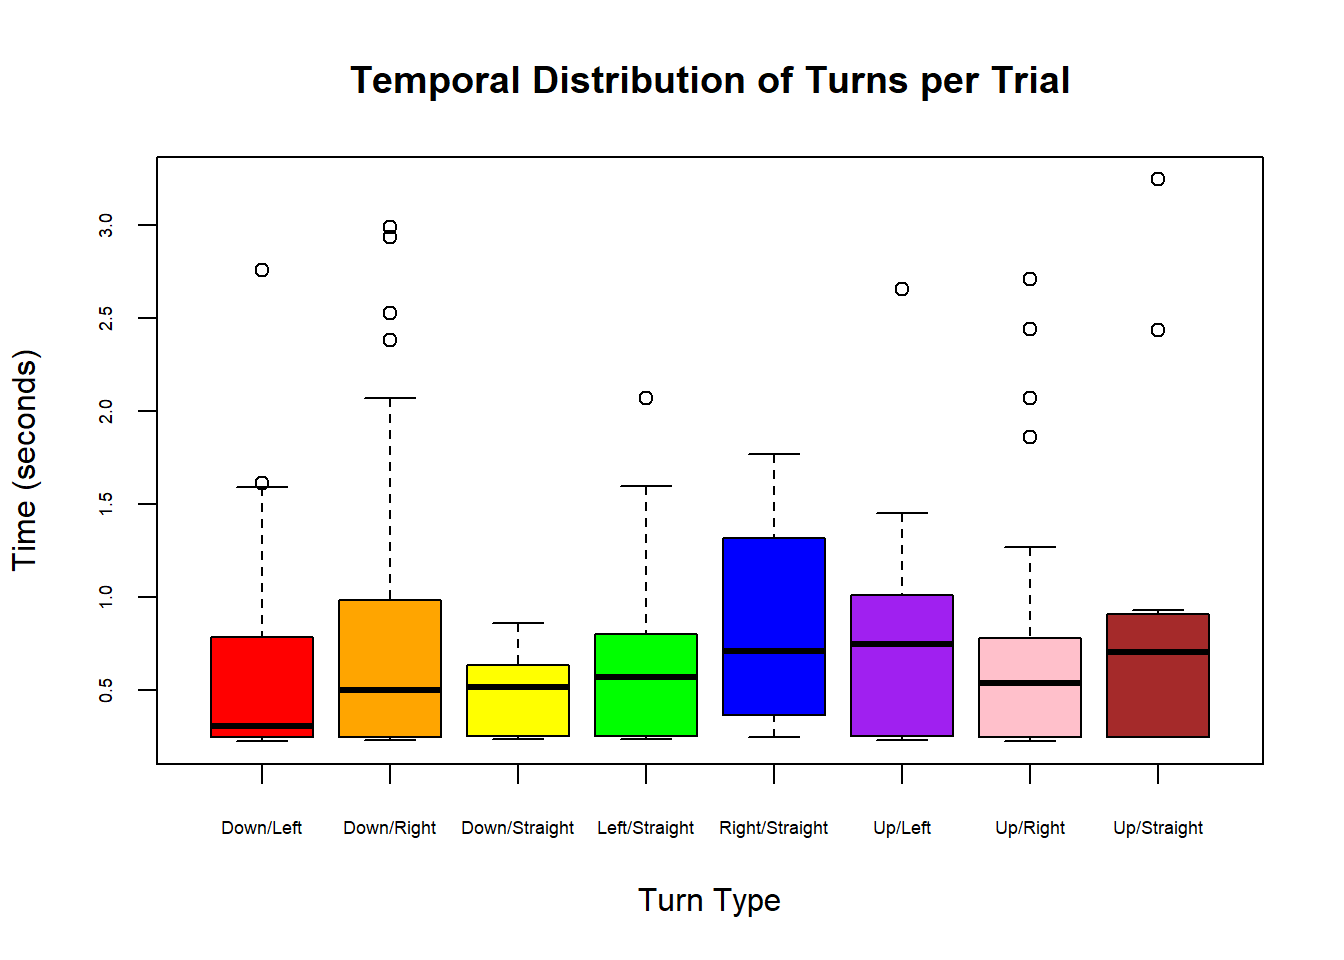 Temporal Distribution of Turns per Trial
Time (seconds)
3.0
2.5
2.0
1.5
1.0
0.5
Down/Left Down/Right Down/Straight Left/Straight Right/Straight Up/Left Up/Right Up/Straight
Turn Type